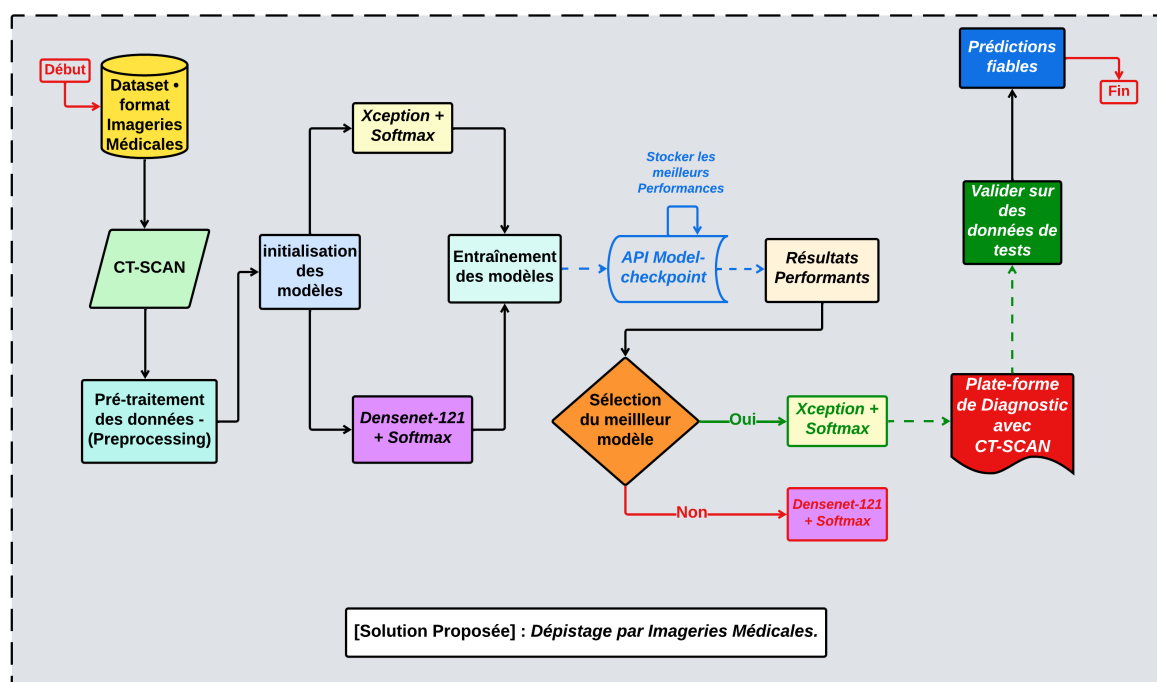 Début
Dataset •
format
Imageries
Médicales
CT-SCAN
Pré-traitement
des données -
(Preprocessing)
initialisation
des
modèles
Xception +
Softmax
Densenet-121
+ Softmax
Entraînement
des modèles
Stocker les
meilleurs
Performances
API Model-
checkpoint
Résultats
Performants
Sélection
du meillleur
modèle
Oui
Xception +
Softmax
Non
Densenet-121
+ Softmax
Plate-forme
de Diagnostic
avec
CT-SCAN
Valider sur
des
données de
tests
Prédictions
fiables
Fin
[Solution Proposée] : Dépistage par Imageries Médicales.